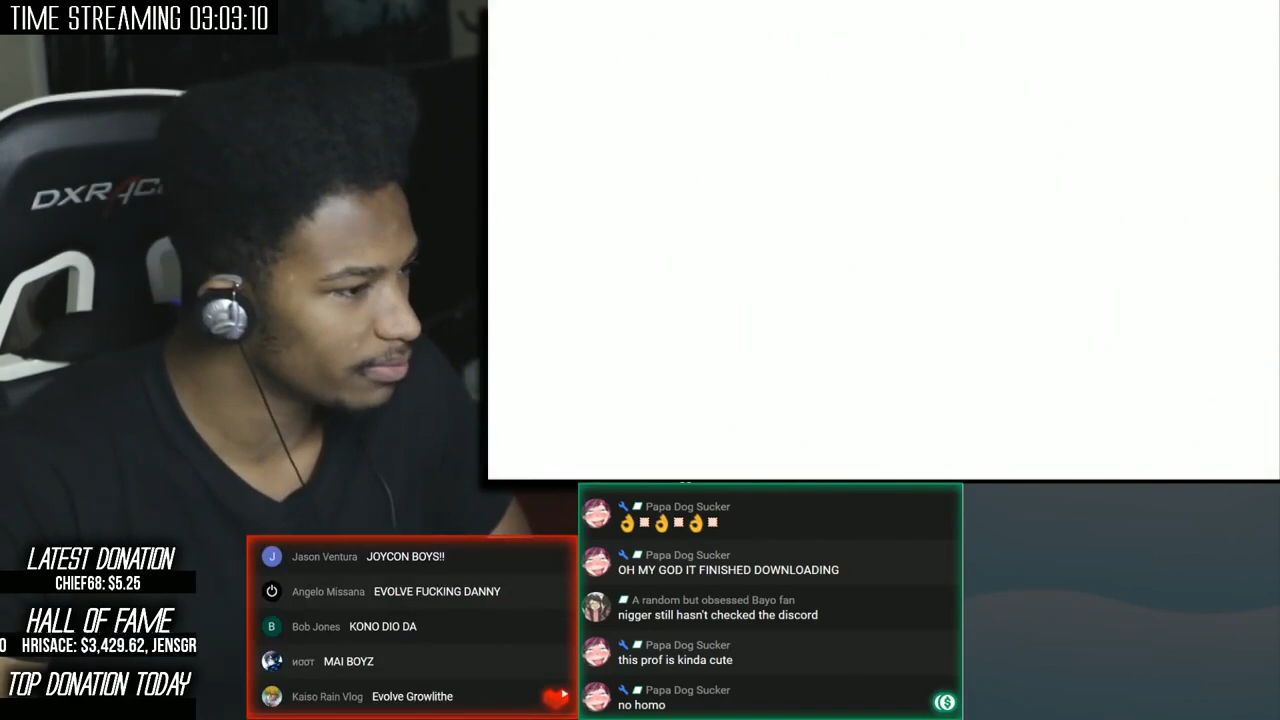 TIME STREAMING 03:03:10
DXRAC
LATEST DONATION
CHIEF68: $5.25
HALL OF FAME
0 HRISACE: $3,429.62, JENSGR
TOP DONATION TODAY
J Jason Ventura JOYCON BOYS!!
Angelo Missana EVOLVE FUCKING DANNY
B Bob Jones KONO DIO DA
MAI BOYZ
Kaiso Rain Vlog Evolve Growlithe
Papa Dog Sucker
👌💥👌💥👌💥
Papa Dog Sucker
OH MY GOD IT FINISHED DOWNLOADING
A random but obsessed Bayo fan
nigger still hasn't checked the discord
Papa Dog Sucker
this prof is kinda cute
Papa Dog Sucker
no homo